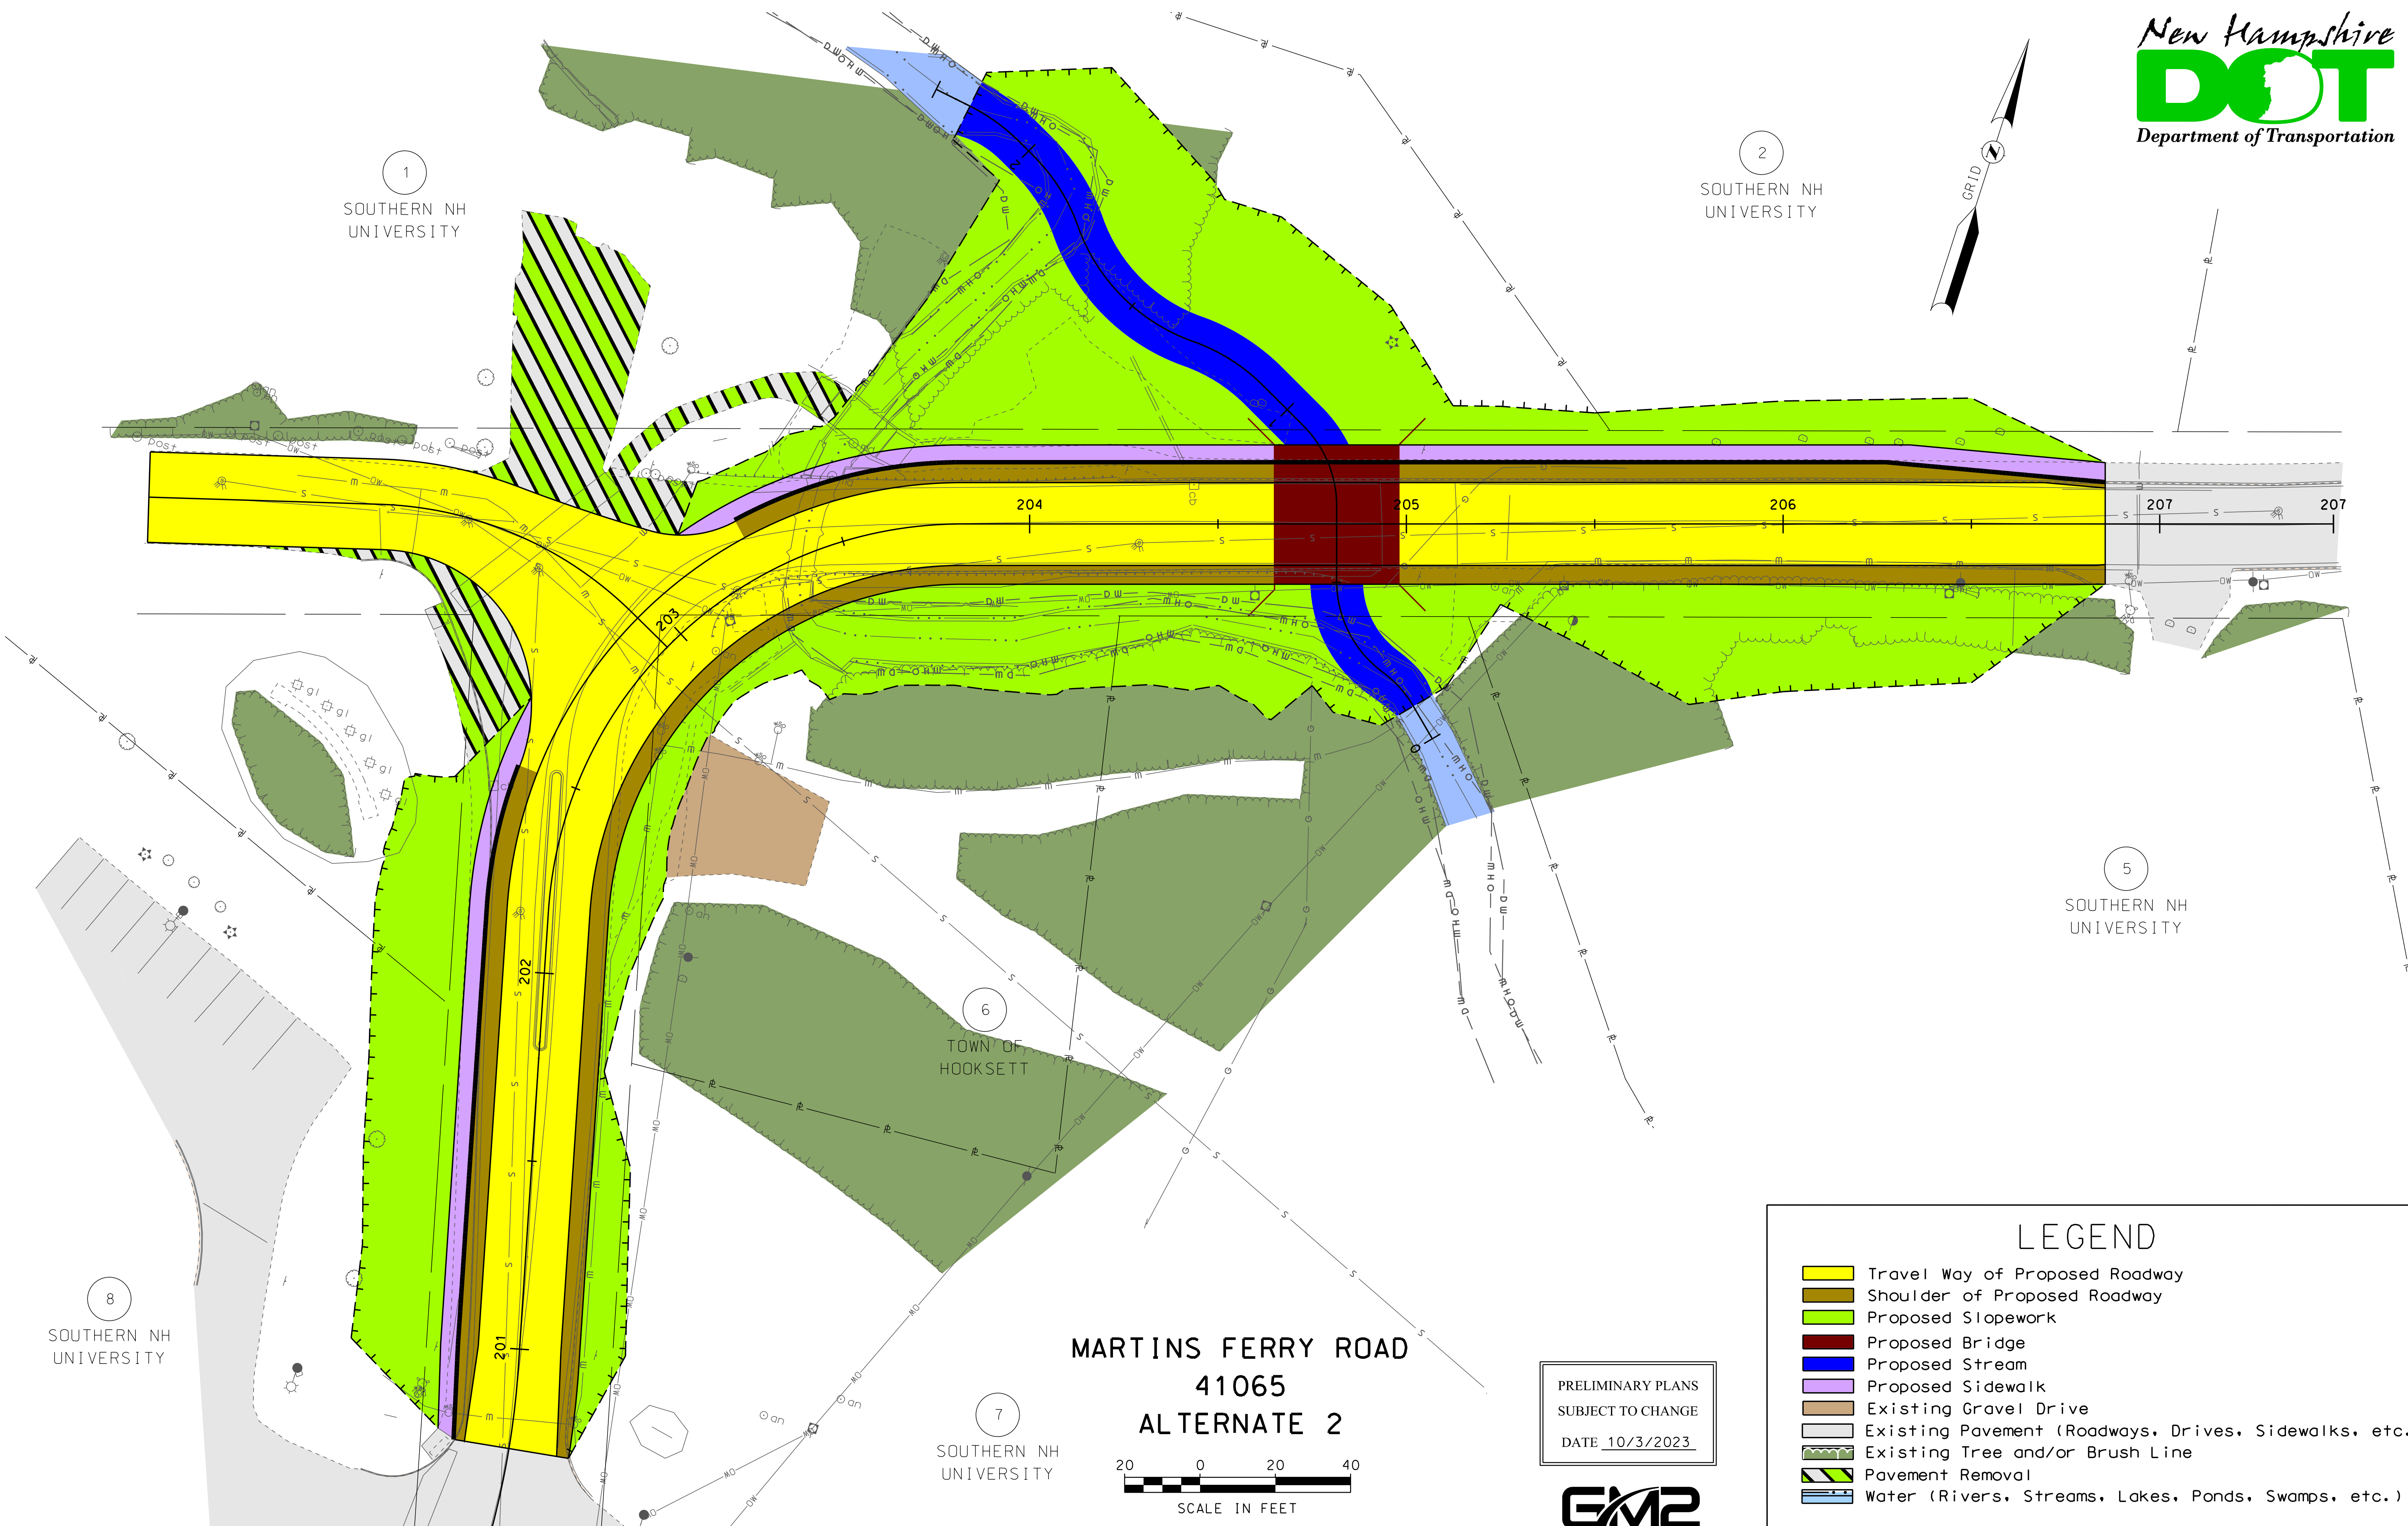 New Hampshire
DOT
Department of Transportation
GRID
N
1
SOUTHERN NH
UNIVERSITY
2
SOUTHERN NH
UNIVERSITY
2
204
205
206
207
207
203
0
202
201
5
SOUTHERN NH
UNIVERSITY
6
TOWN OF
HOOKSETT
8
SOUTHERN NH
UNIVERSITY
7
SOUTHERN NH
UNIVERSITY
MARTINS FERRY ROAD
41065
ALTERNATE 2
20 0 20 40
SCALE IN FEET
PRELIMINARY PLANS
SUBJECT TO CHANGE
DATE 10/3/2023
GM2
LEGEND
Travel Way of Proposed Roadway
Shoulder of Proposed Roadway
Proposed Slopework
Proposed Bridge
Proposed Stream
Proposed Sidewalk
Existing Gravel Drive
Existing Pavement (Roadways, Drives, Sidewalks, etc.
Existing Tree and/or Brush Line
Pavement Removal
Water (Rivers, Streams, Lakes, Ponds, Swamps, etc.)